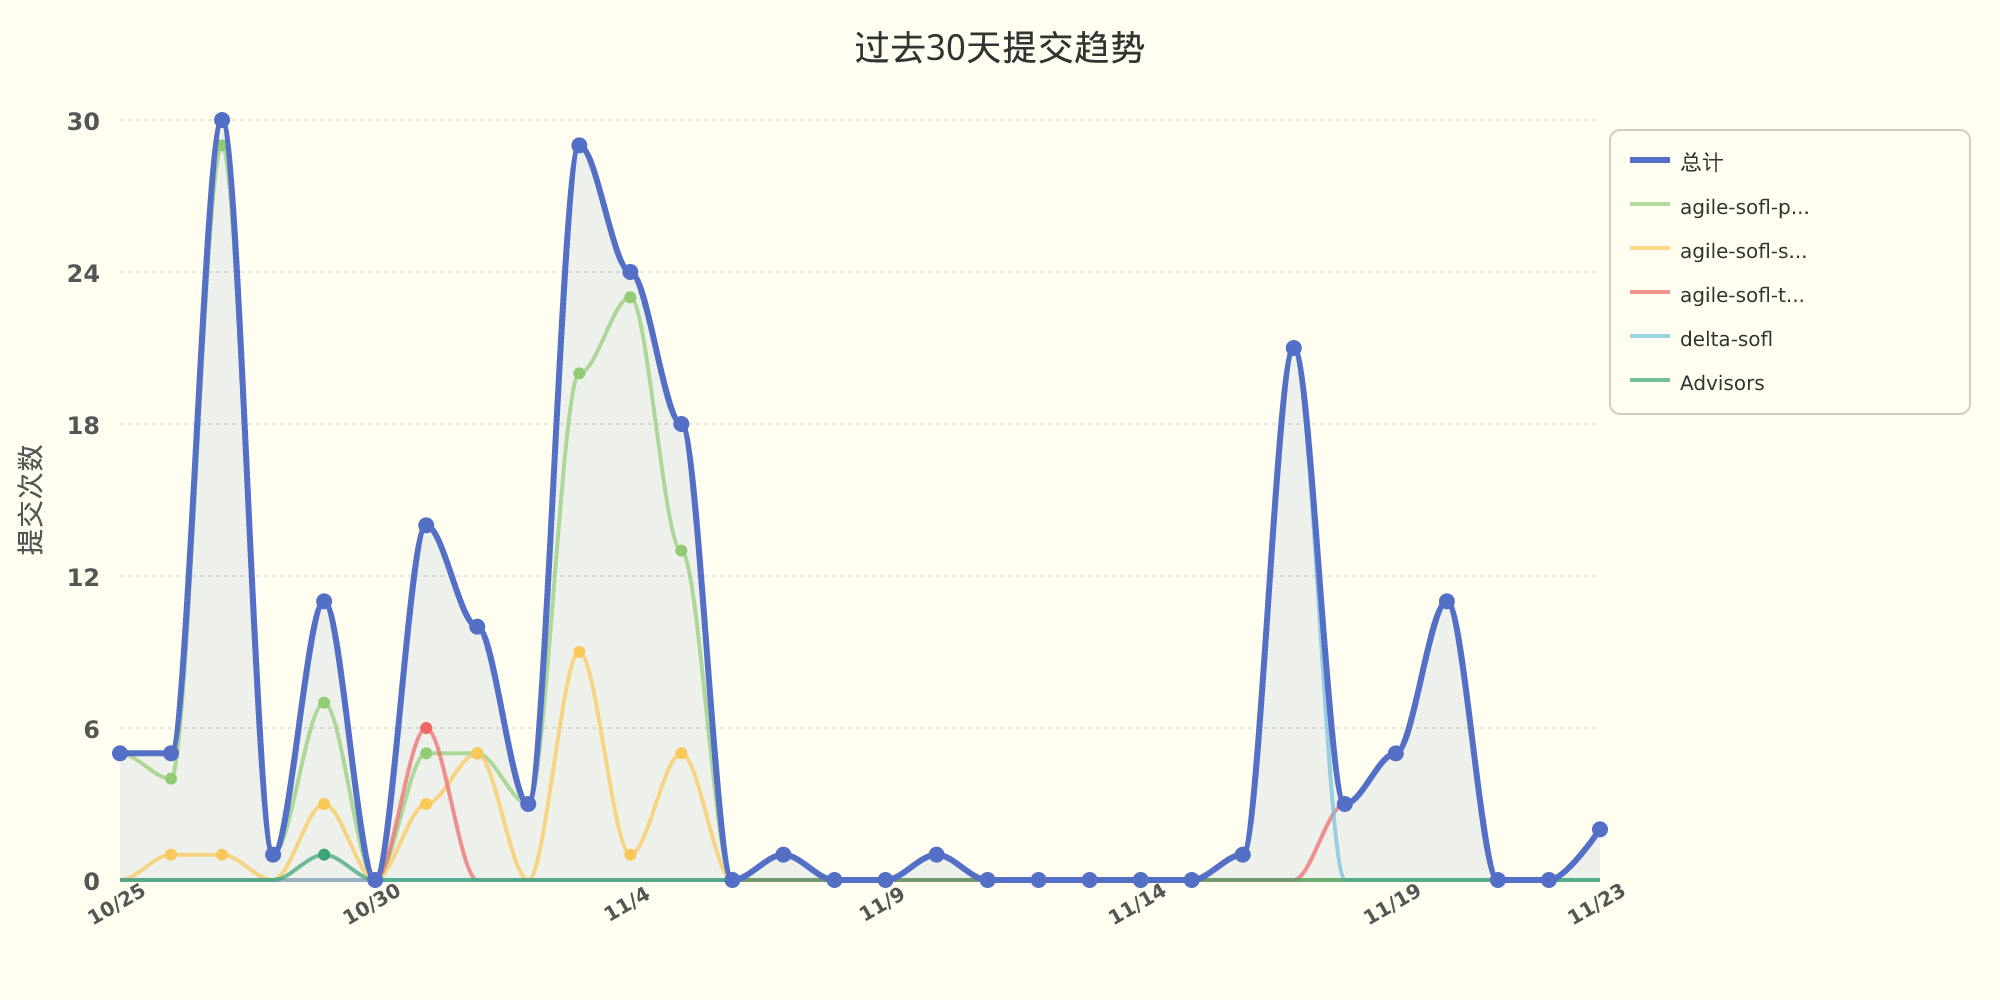 过去30天提交趋势
提交次数
30
24
18
12
6
0
10/25
10/30
11/4
11/9
11/14
11/19
11/23
总计
agile-sofl-p...
agile-sofl-s...
agile-sofl-t...
delta-sofl
Advisors